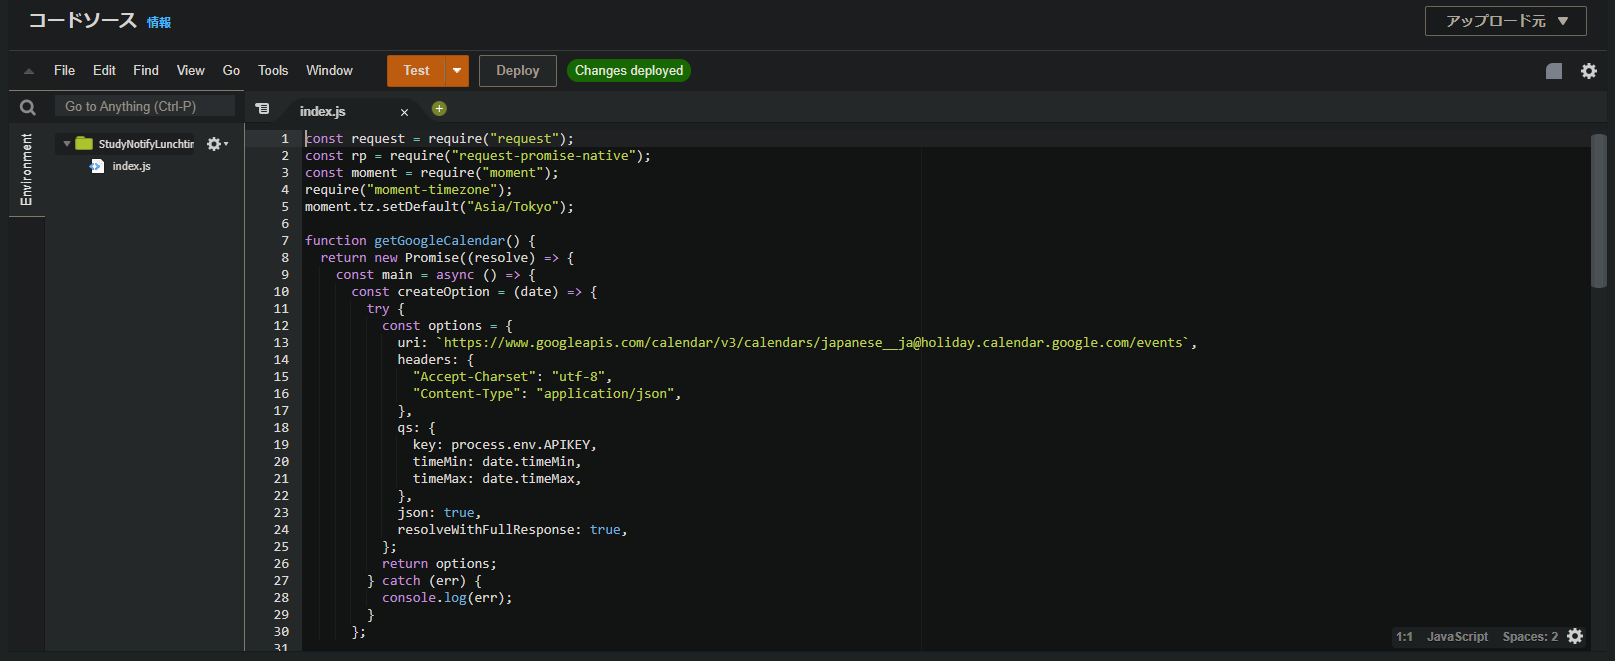 コードソース 情報
アップロード元 ▼
File Edit Find View Go Tools Window Test Deploy Changes deployed
Go to Anything (Ctrl-P)
index.js
Environment
StudyNotifyLunchtim
index.js
1 const request = require("request");
2 const rp = require("request-promise-native");
3 const moment = require("moment");
4 require("moment-timezone");
5 moment.tz.setDefault("Asia/Tokyo");
6
7 function getGoogleCalendar() {
8 return new Promise((resolve) => {
9 const main = async () => {
10 const createOption = (date) => {
11 try {
12 const options = {
13 uri: `https://www.googleapis.com/calendar/v3/calendars/japanese__ja@holiday.calendar.google.com/events`,
14 headers: {
15 "Accept-Charset": "utf-8",
16 "Content-Type": "application/json",
17 },
18 qs: {
19 key: process.env.APIKEY,
20 timeMin: date.timeMin,
21 timeMax: date.timeMax,
22 },
23 json: true,
24 resolveWithFullResponse: true,
25 };
26 return options;
27 } catch (err) {
28 console.log(err);
29 }
30 };
31
1:1 JavaScript Spaces: 2